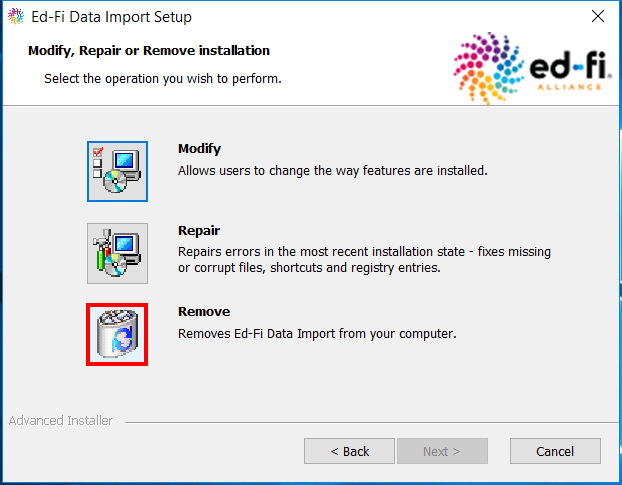 Ed-Fi Data Import Setup
Modify, Repair or Remove installation
Select the operation you wish to perform.
ed-fi
ALLIANCE
Modify
Allows users to change the way features are installed.
Repair
Repairs errors in the most recent installation state - fixes missing
or corrupt files, shortcuts and registry entries.
Remove
Removes Ed-Fi Data Import from your computer.
Advanced Installer
< Back
Next >
Cancel